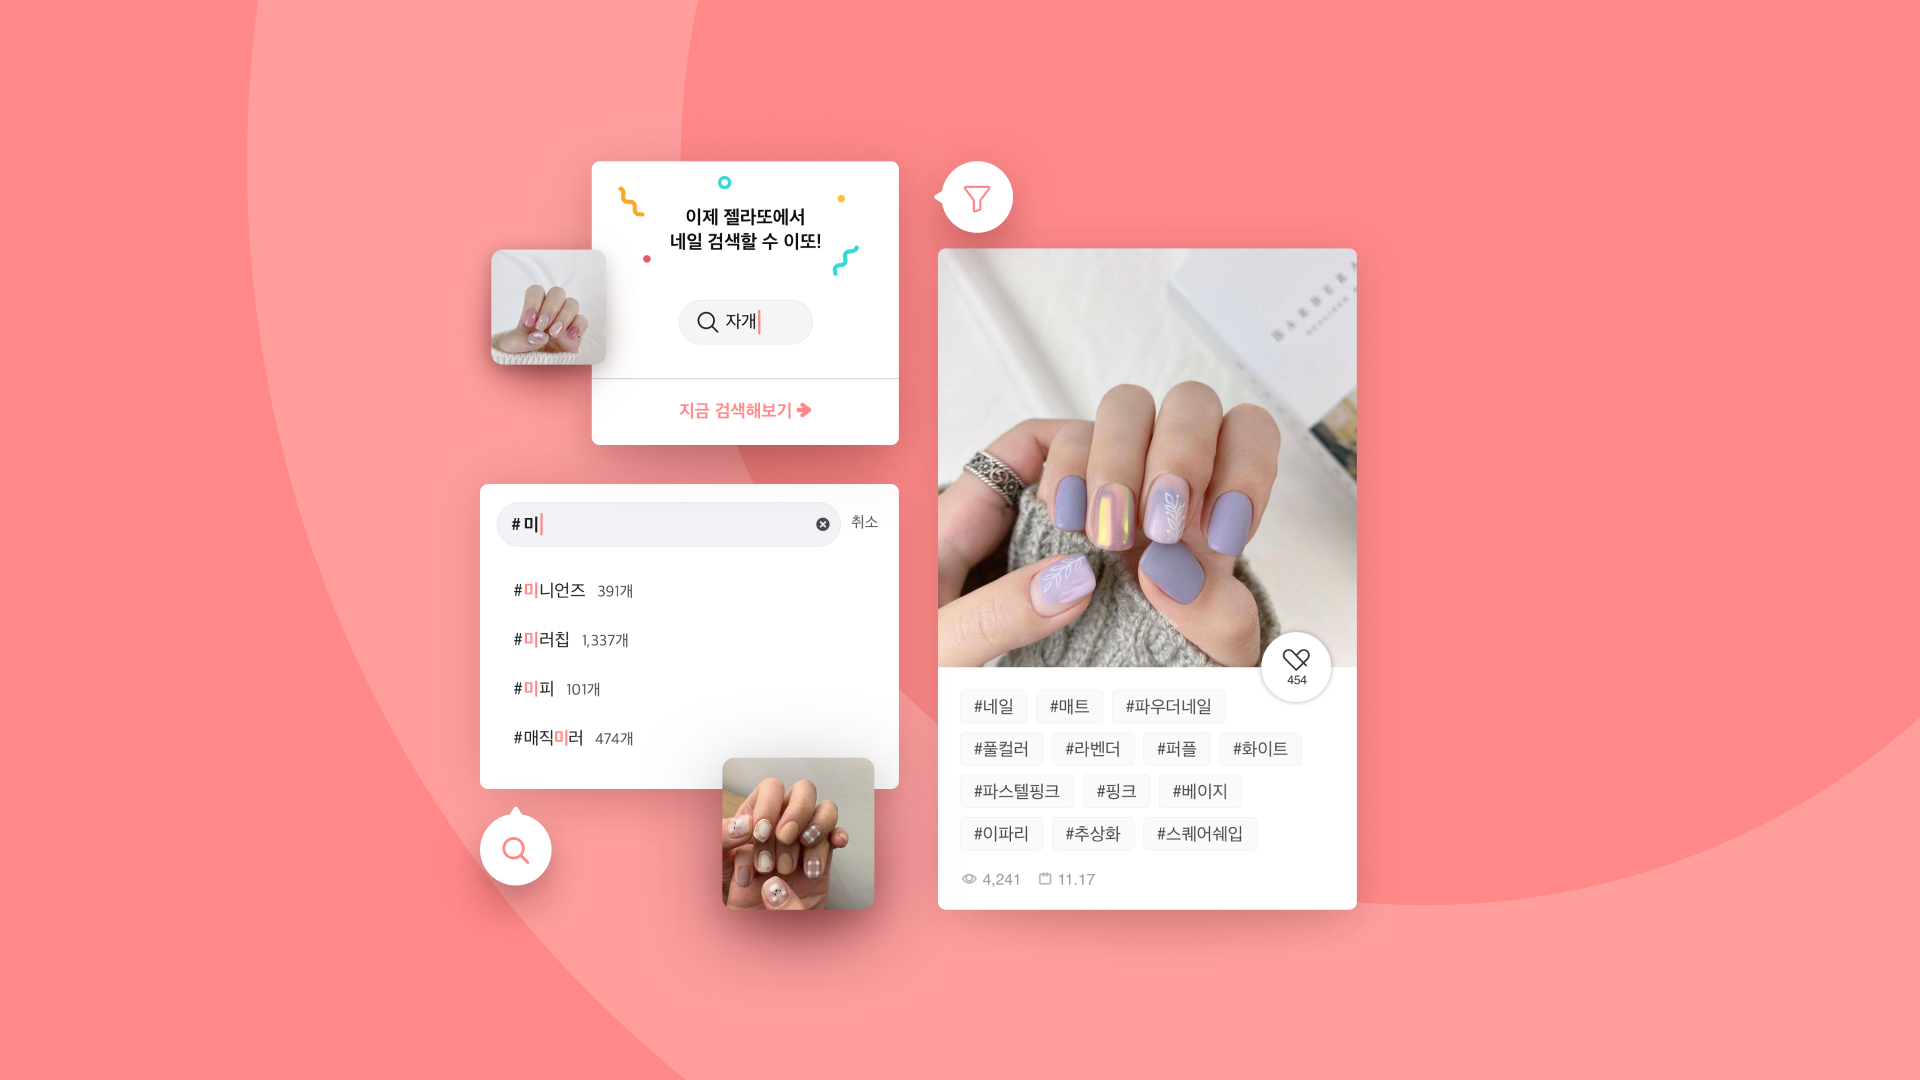 이제 젤라또에서
네일 검색할 수 이또!
자개
지금 검색해보기
#미
취소
#미니언즈 391개
#미러칩 1,337개
#미피 101개
#매직미러 474개
454
#네일 #매트 #파우더네일
#풀컬러 #라벤더 #퍼플 #화이트
#파스텔핑크 #핑크 #베이지
#이파리 #추상화 #스퀘어쉐입
4,241 11.17